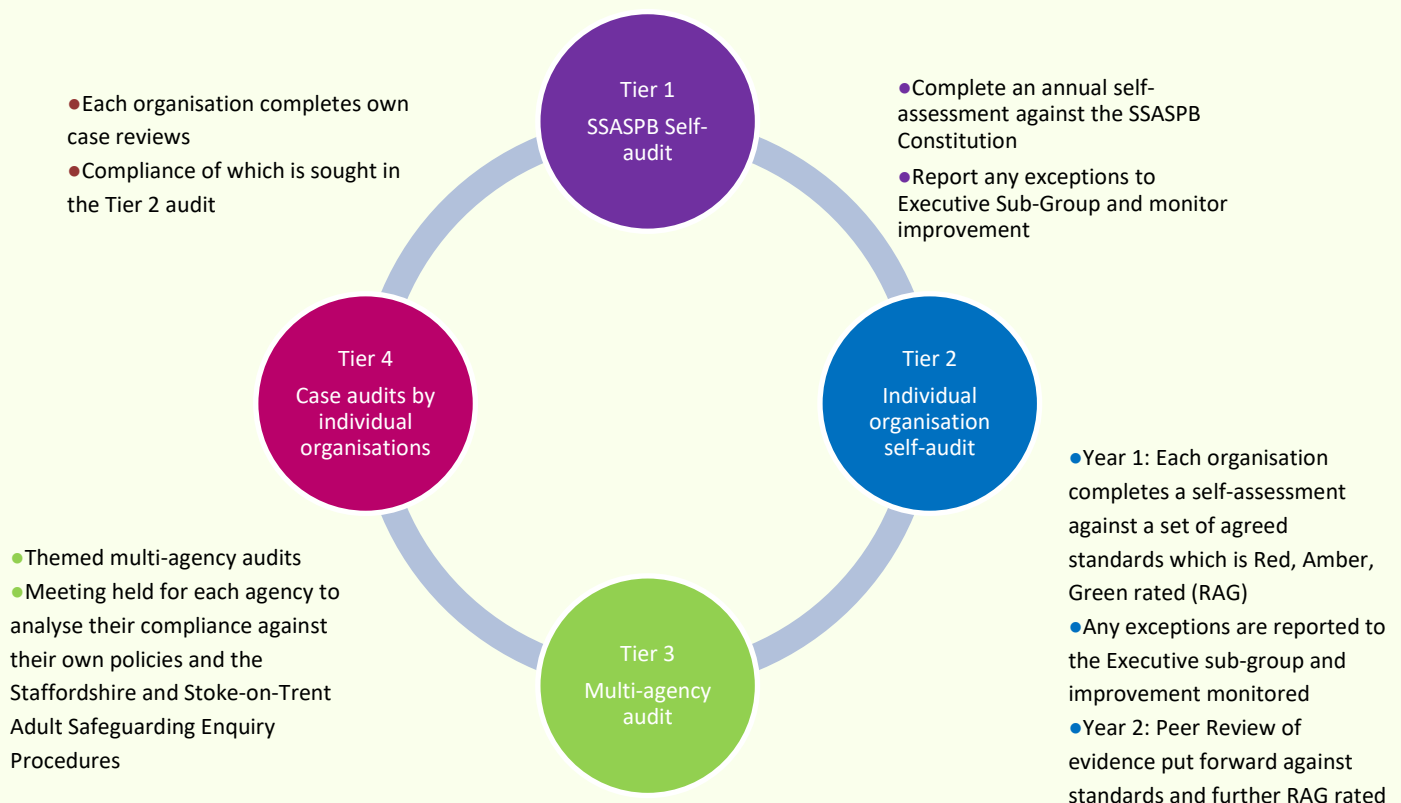 Tier 1
SSASPB Self-
audit
●Complete an annual self-
assessment against the SSASPB
Constitution
●Report any exceptions to
Executive Sub-Group and monitor
improvement
Tier 2
Individual
organisation
self-audit
●Year 1: Each organisation
completes a self-assessment
against a set of agreed
standards which is Red, Amber,
Green rated (RAG)
●Any exceptions are reported to
the Executive sub-group and
improvement monitored
●Year 2: Peer Review of
evidence put forward against
standards and further RAG rated
Tier 3
Multi-agency
audit
●Themed multi-agency audits
●Meeting held for each agency to
analyse their compliance against
their own policies and the
Staffordshire and Stoke-on-Trent
Adult Safeguarding Enquiry
Procedures
Tier 4
Case audits by
individual
organisations
●Each organisation completes own
case reviews
●Compliance of which is sought in
the Tier 2 audit